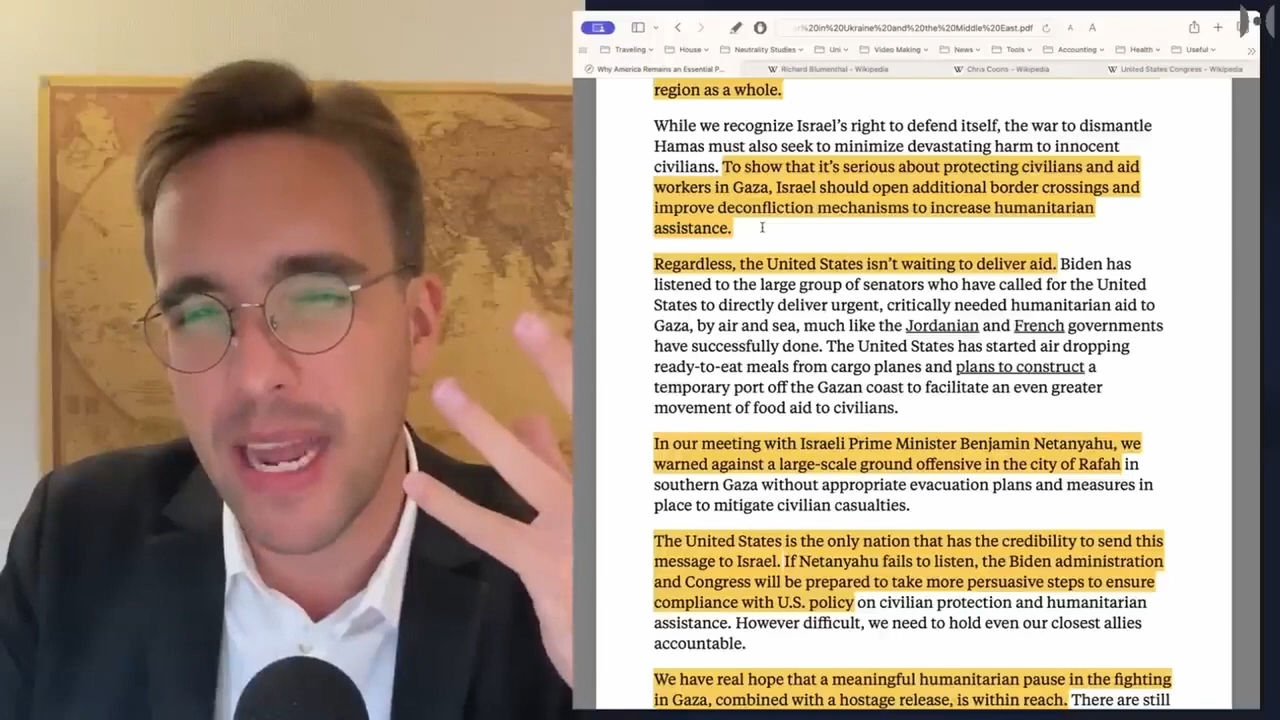 r%20in%20Ukraine%20and%20the%20Middle%20East.pdf
A A
Traveling House Neutrality Studies Uni Video Making News Tools Accounting Health Useful
Why America Remains an Essential P... Richard Blumenthal - Wikipedia Chris Coons - Wikipedia United States Congress - Wikipedia
region as a whole.
While we recognize Israel’s right to defend itself, the war to dismantle
Hamas must also seek to minimize devastating harm to innocent
civilians. To show that it’s serious about protecting civilians and aid
workers in Gaza, Israel should open additional border crossings and
improve deconfliction mechanisms to increase humanitarian
assistance.
Regardless, the United States isn’t waiting to deliver aid. Biden has
listened to the large group of senators who have called for the United
States to directly deliver urgent, critically needed humanitarian aid to
Gaza, by air and sea, much like the Jordanian and French governments
have successfully done. The United States has started air dropping
ready-to-eat meals from cargo planes and plans to construct a
temporary port off the Gazan coast to facilitate an even greater
movement of food aid to civilians.
In our meeting with Israeli Prime Minister Benjamin Netanyahu, we
warned against a large-scale ground offensive in the city of Rafah in
southern Gaza without appropriate evacuation plans and measures in
place to mitigate civilian casualties.
The United States is the only nation that has the credibility to send this
message to Israel. If Netanyahu fails to listen, the Biden administration
and Congress will be prepared to take more persuasive steps to ensure
compliance with U.S. policy on civilian protection and humanitarian
assistance. However difficult, we need to hold even our closest allies
accountable.
We have real hope that a meaningful humanitarian pause in the fighting
in Gaza, combined with a hostage release, is within reach. There are still